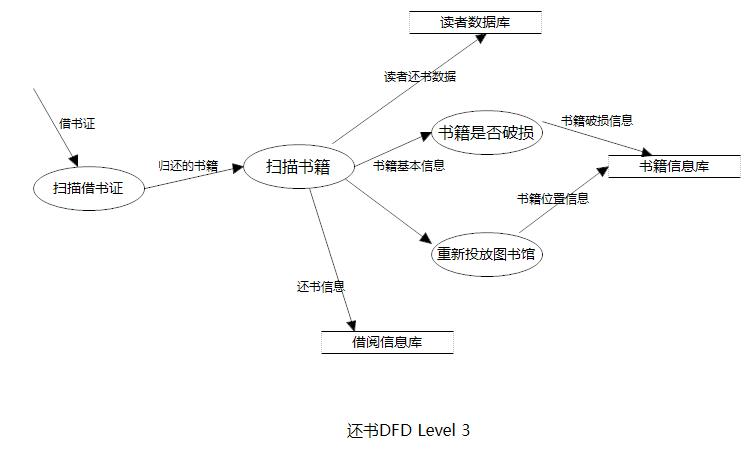 读者数据库
读者还书数据
借书证
书籍是否破损
书籍破损信息
归还的书籍
扫描书籍
书籍基本信息
书籍信息库
扫描借书证
书籍位置信息
重新投放图书馆
还书信息
借阅信息库
还书DFD Level 3